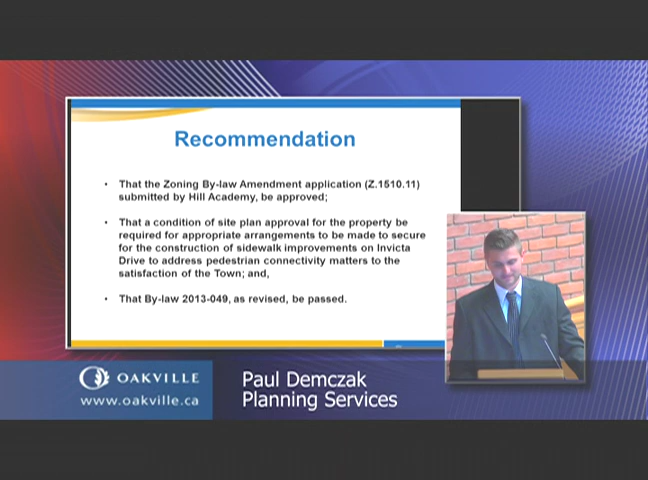 Recommendation
• That the Zoning By-law Amendment application (Z.1510.11)
submitted by Hill Academy, be approved;
• That a condition of site plan approval for the property be
required for appropriate arrangements to be made to secure
for the construction of sidewalk improvements on Invicta
Drive to address pedestrian connectivity matters to the
satisfaction of the Town; and,
• That By-law 2013-049, as revised, be passed.
OAKVILLE
www.oakville.ca
Paul Demczak
Planning Services